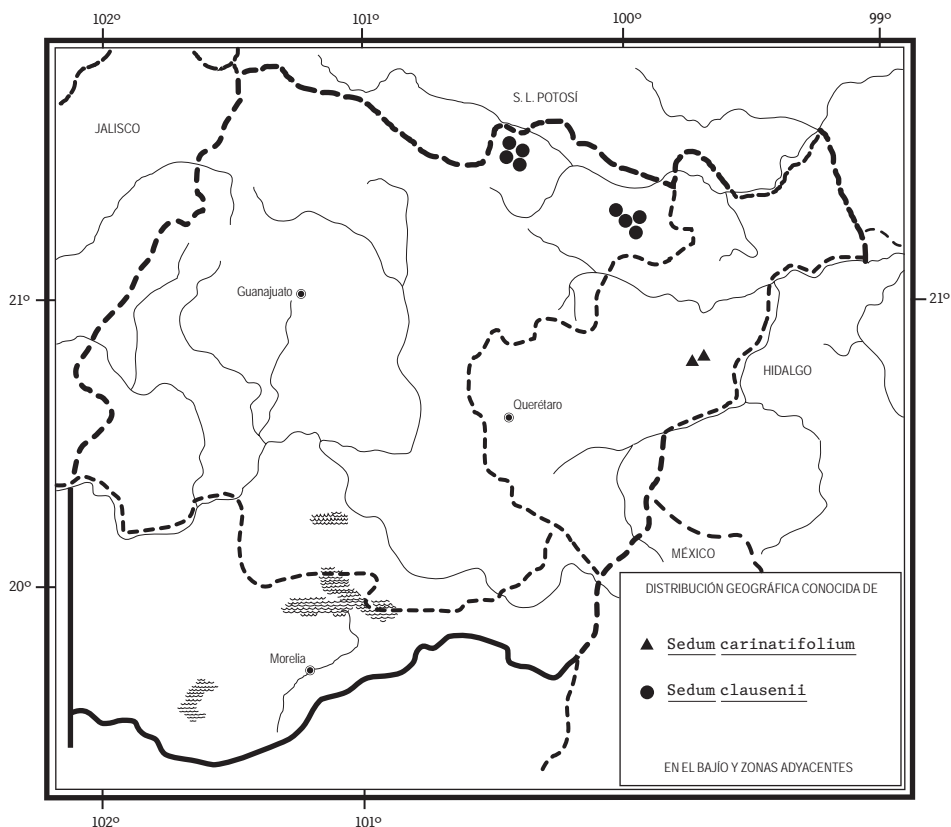 102º 101º 100º 99º
S. L. POTOSÍ
JALISCO
Guanajuato
21º 21º
HIDALGO
Querétaro
MÉXICO
20º
DISTRIBUCIÓN GEOGRÁFICA CONOCIDA DE
Sedum carinatifolium
Morelia
Sedum clausenii
EN EL BAJÍO Y ZONAS ADYACENTES
102º 101º